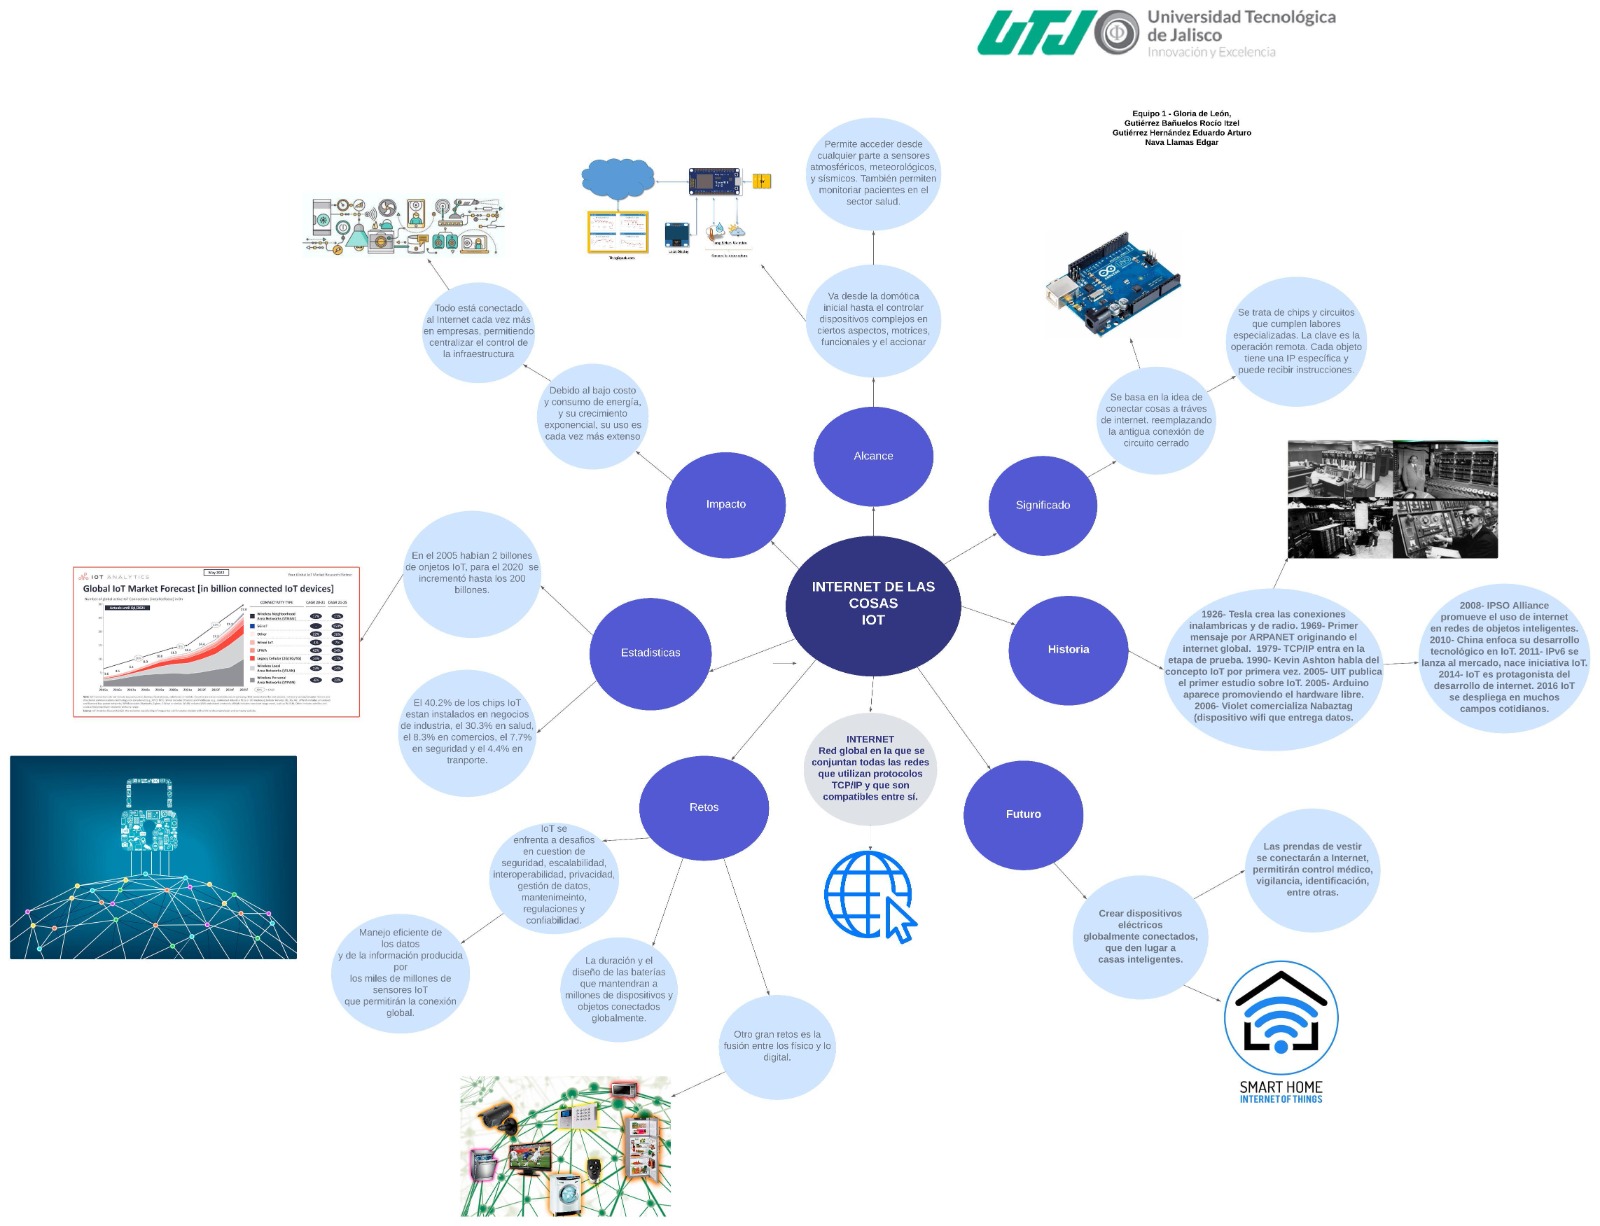 UTJ
Universidad Tecnológica
de Jalisco
Innovación y Excelencia
Equipo 1 - Gloria de León,
Gutiérrez Bañuelos Rocío Itzel
Gutiérrez Hernández Eduardo Arturo
Nava Llamas Edgar
Permite acceder desde
cualquier parte a sensores
atmosféricos, meteorológicos,
y sísmicos. También permiten
monitoriar pacientes en el
sector salud.
Va desde la domótica
inicial hasta el controlar
dispositivos complejos en
ciertos aspectos, motrices,
funcionales y el accionar
Alcance
Todo está conectado
al Internet cada vez más
en empresas, permitiendo
centralizar el control de
la infraestructura
Debido al bajo costo
y consumo de energía,
y su crecimiento
exponencial, su uso es
cada vez más extenso
Impacto
Se trata de chips y circuitos
que cumplen labores
especializadas. La clave es la
operación remota. Cada objeto
tiene una IP específica y
puede recibir instrucciones.
Se basa en la idea de
conectar cosas a tráves
de internet, reemplazando
la antigua conexión de
circuito cerrado
Significado
INTERNET DE LAS
COSAS
IOT
Historia
1926- Tesla crea las conexiones
inalambricas y de radio. 1969- Primer
mensaje por ARPANET originando el
internet global.  1979- TCP/IP entra en la
etapa de prueba. 1990- Kevin Ashton habla del
concepto IoT por primera vez. 2005- UIT publica
el primer estudio sobre IoT. 2005- Arduino
aparece promoviendo el hardware libre.
2006- Violet comercializa Nabaztag
(dispositivo wifi que entrega datos.
2008- IPSO Alliance
promueve el uso de internet
en redes de objetos inteligentes.
2010- China enfoca su desarrollo
tecnológico en IoT. 2011- IPv6 se
lanza al mercado, nace iniciativa IoT.
2014- IoT es protagonista del
desarrollo de internet. 2016 IoT
se despliega en muchos
campos cotidianos.
En el 2005 habían 2 billones
de onjetos IoT, para el 2020  se
incrementó hasta los 200
billones.
Estadisticas
El 40.2% de los chips IoT
estan instalados en negocios
de industria, el 30.3% en salud,
el 8.3% en comercios, el 7.7%
en seguridad y el 4.4% en
tranporte.
IOT ANALYTICS
May 2022
Global IoT Market Forecast [in billion connected IoT devices]
INTERNET
Red global en la que se
conjuntan todas las redes
que utilizan protocolos
TCP/IP y que son
compatibles entre sí.
Retos
IoT se
enfrenta a desafios
en cuestion de
seguridad, escalabilidad,
interoperabilidad, privacidad,
gestión de datos,
mantenimeinto,
regulaciones y
confiabilidad.
Manejo eficiente de
los datos
y de la información producida
por
los miles de millones de
sensores IoT
que permitirán la conexión
global.
La duración y el
diseño de las baterías
que mantendran a
millones de dispositivos y
objetos conectados
globalmente.
Otro gran retos es la
fusión entre los físico y lo
digital.
Futuro
Crear dispositivos
eléctricos
globalmente conectados,
que den lugar a
casas inteligentes.
Las prendas de vestir
se conectarán a Internet,
permitirán control médico,
vigilancia, identificación,
entre otras.
SMART HOME
INTERNET OF THINGS